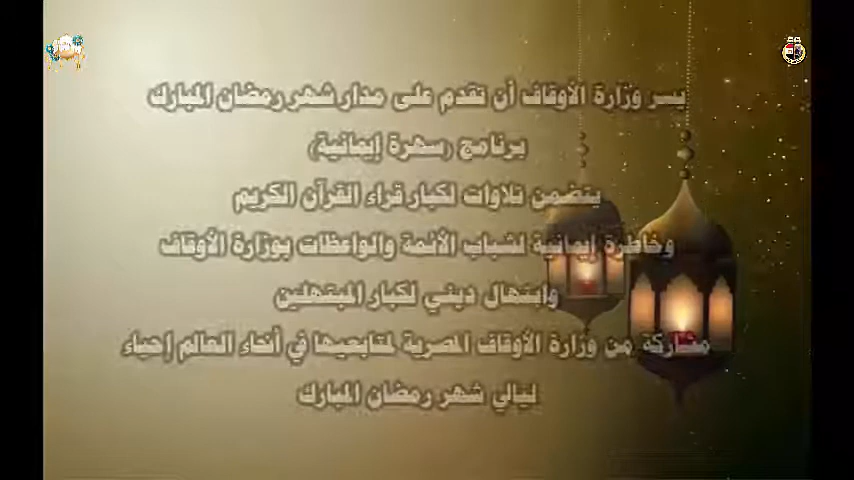 يسر وزارة الأوقاف أن تقدم على مدار شهر رمضان المبارك
برنامج (سهرة إيمانية)
يتضمن تلاوات لكبار قراء القرآن الكريم
وخاطرة إيمانية لشباب الأئمة والواعظات بوزارة الأوقاف
وابتهال ديني لكبار المبتهلين
مشاركة من وزارة الأوقاف المصرية لمتابعيها في أنحاء العالم إحياء
ليالي شهر رمضان المبارك